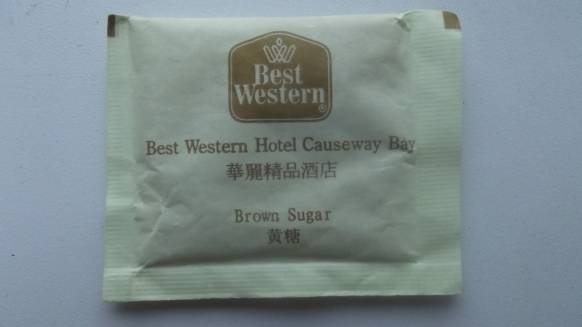 Best
Western
®
Best Western Hotel Causeway Bay
華麗精品酒店
Brown Sugar
黄糖